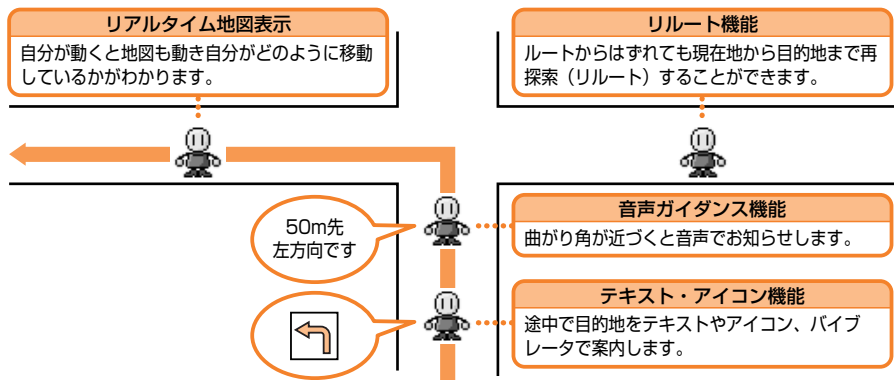 リアルタイム地図表示
自分が動くと地図も動き自分がどのように移動
しているかがわかります。
リルート機能
ルートからはずれても現在地から目的地まで再
探索（リルート）することができます。
50m先
左方向です
音声ガイダンス機能
曲がり角が近づくと音声でお知らせします。
テキスト・アイコン機能
途中で目的地をテキストやアイコン、バイブ
レータで案内します。